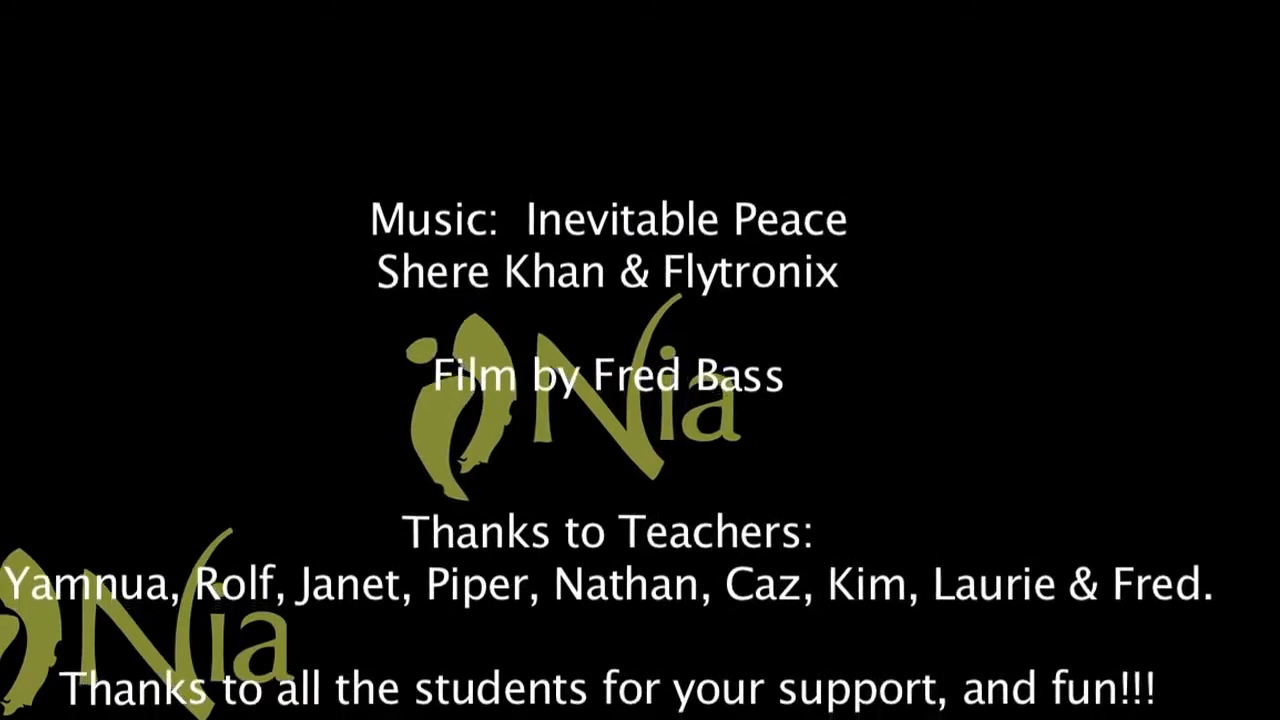 Music:  Inevitable Peace
Shere Khan & Flytronix
Film by Fred Bass
Nia
Thanks to Teachers:
Yamnua, Rolf, Janet, Piper, Nathan, Caz, Kim, Laurie & Fred.
Nia
Thanks to all the students for your support, and fun!!!